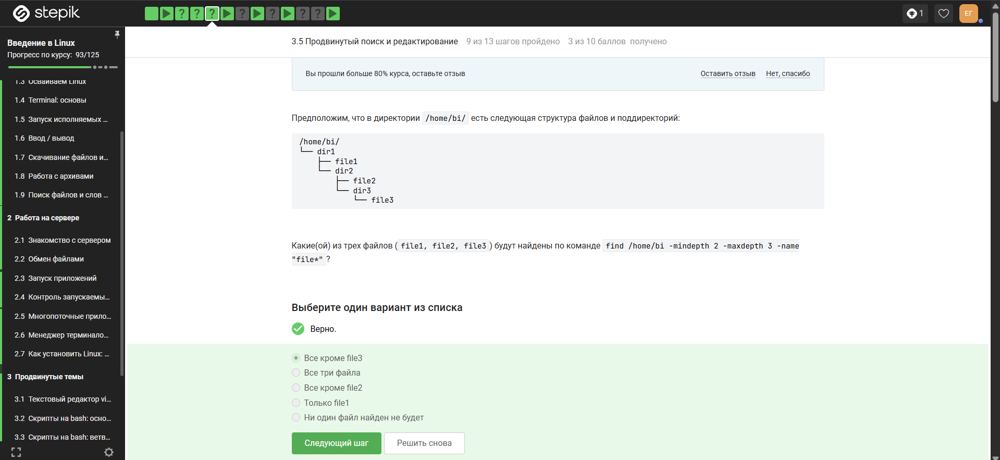 stepik
? ? ? ? ? ? ?
1
ЕГ
Введение в Linux
Прогресс по курсу: 93/125
1.3 Осваиваем Linux
1.4 Terminal: основы
1.5 Запуск исполняемых ...
1.6 Ввод / вывод
1.7 Скачивание файлов и...
1.8 Работа с архивами
1.9 Поиск файлов и слов ...
2 Работа на сервере
2.1 Знакомство с сервером
2.2 Обмен файлами
2.3 Запуск приложений
2.4 Контроль запускаемы...
2.5 Многопоточные прило...
2.6 Менеджер терминало...
2.7 Как установить Linux: ...
3 Продвинутые темы
3.1 Текстовый редактор vi...
3.2 Скрипты на bash: осно...
3.3 Скрипты на bash: ветв...
3.5 Продвинутый поиск и редактирование 9 из 13 шагов пройдено 3 из 10 баллов получено
Вы прошли больше 80% курса, оставьте отзыв Оставить отзыв Нет, спасибо
Предположим, что в директории /home/bi/ есть следующая структура файлов и поддиректорий:
/home/bi/
└── dir1
    ├── file1
    └── dir2
        ├── file2
        └── dir3
            └── file3
Какие(ой) из трех файлов ( file1, file2, file3 ) будут найдены по команде find /home/bi -mindepth 2 -maxdepth 3 -name
"file*" ?
Выберите один вариант из списка
Верно.
Все кроме file3
Все три файла
Все кроме file2
Только file1
Ни один файл найден не будет
Следующий шаг Решить снова